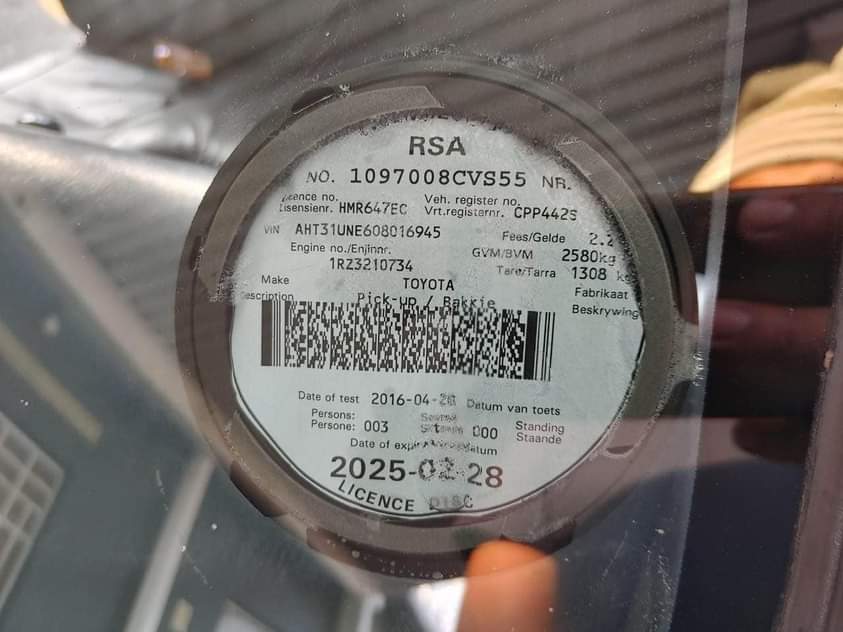 RSA
NO. 1097008CVS55 NR.
Licence no. Veh. register no.
Lisensienr. HMR647EC Vrt.registernr. CPP442S
VIN AHT31UNE608016945 Fees/Gelde 2.2
Engine no./Enjinnr. GVM/BVM 2580kg
1RZ3210734 Tare/Tarra 1308 kg
Make TOYOTA Fabrikaat
Description Pick-up / Bakkie Beskrywing
Date of test 2016-04-28 Datum van toets
Persons: Seated Standing
Persone: 003 000 Staande
Date of expiry
2025-02-28
LICENCE DISC